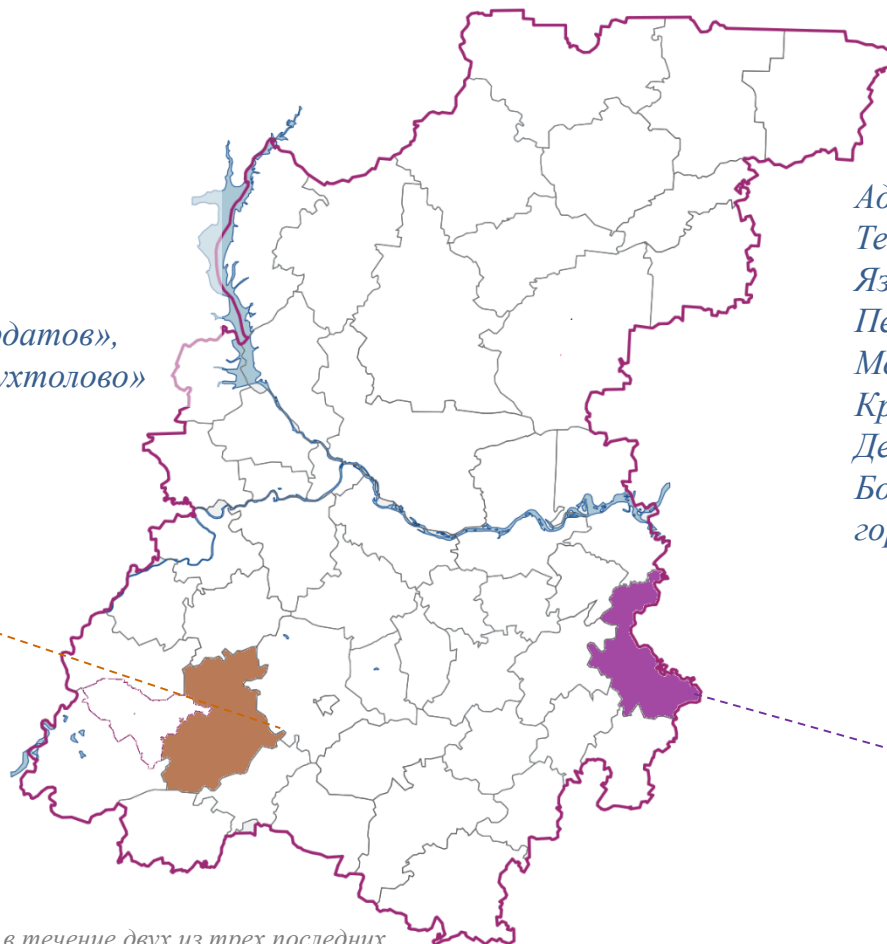 одатов»,
ухтолово»
Ад
Те
Яз
Пе
Ма
Кр
Де
Бо
гор
в течение двух из трех последних